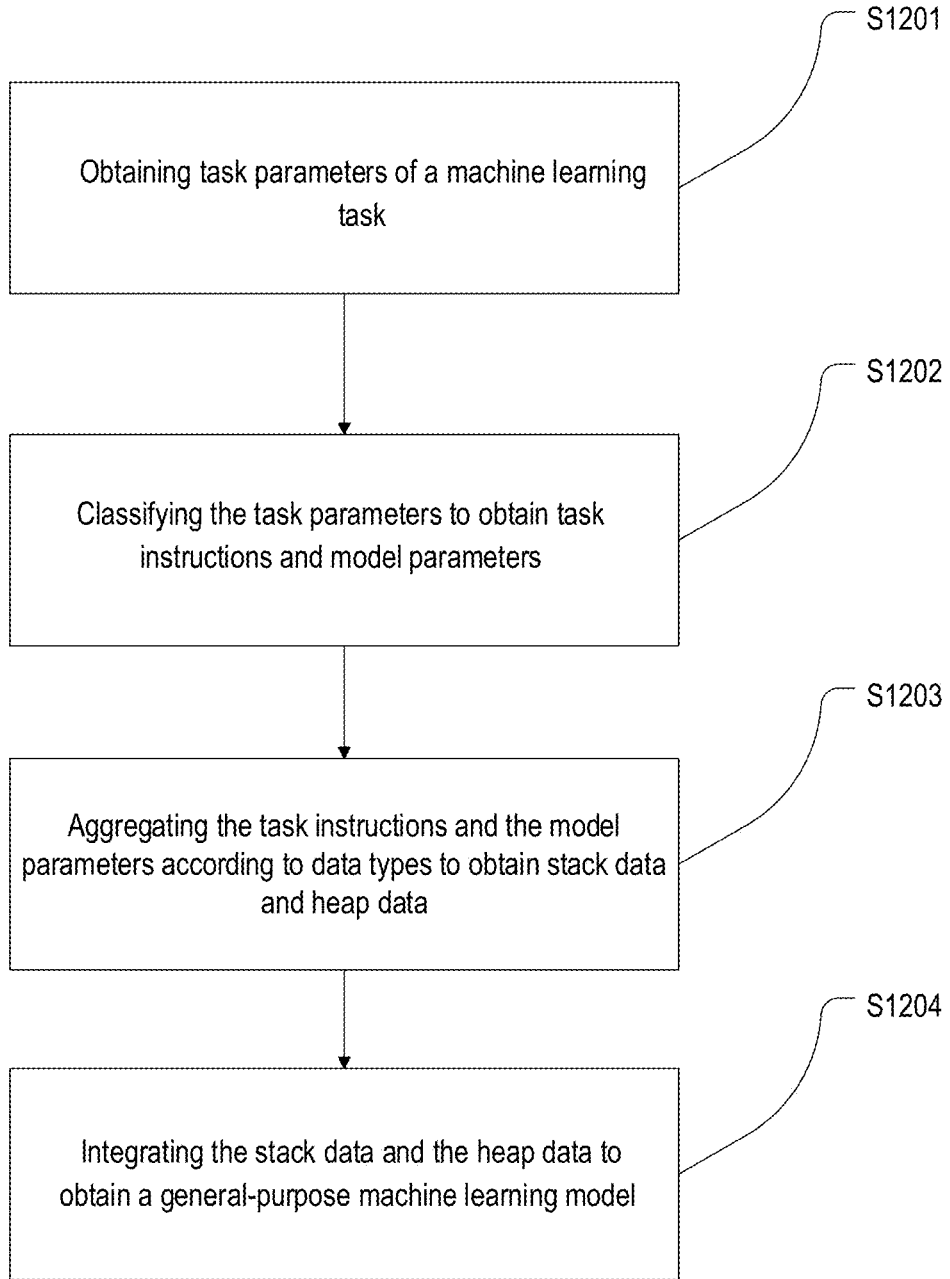 S1201
Obtaining task parameters of a machine learning
task
S1202
Classifying the task parameters to obtain task
instructions and model parameters
S1203
Aggregating the task instructions and the model
parameters according to data types to obtain stack data
and heap data
S1204
Integrating the stack data and the heap data to
obtain a general-purpose machine learning model